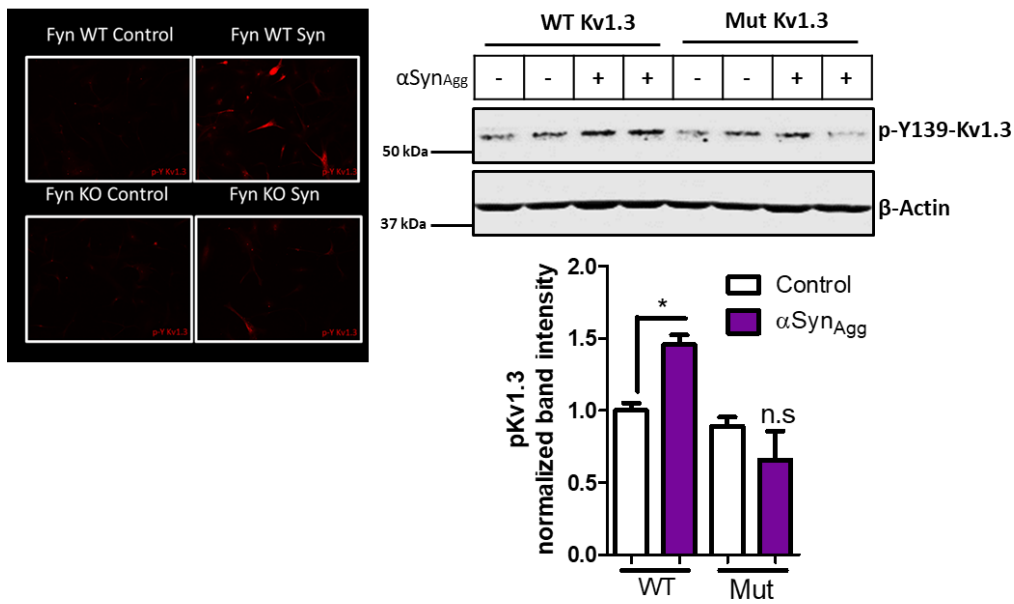 Fyn WT Control Fyn WT Syn
p-Y Kv1.3 p-Y Kv1.3
Fyn KO Control Fyn KO Syn
p-Y Kv1.3 p-Y Kv1.3
WT Kv1.3 Mut Kv1.3
αSynAgg - - + + - - + +
p-Y139-Kv1.3
50 kDa
β-Actin
37 kDa
pKv1.3
normalized band intensity
2.0
1.5
1.0
0.5
0.0
*
n.s
Control
αSynAgg
WT Mut